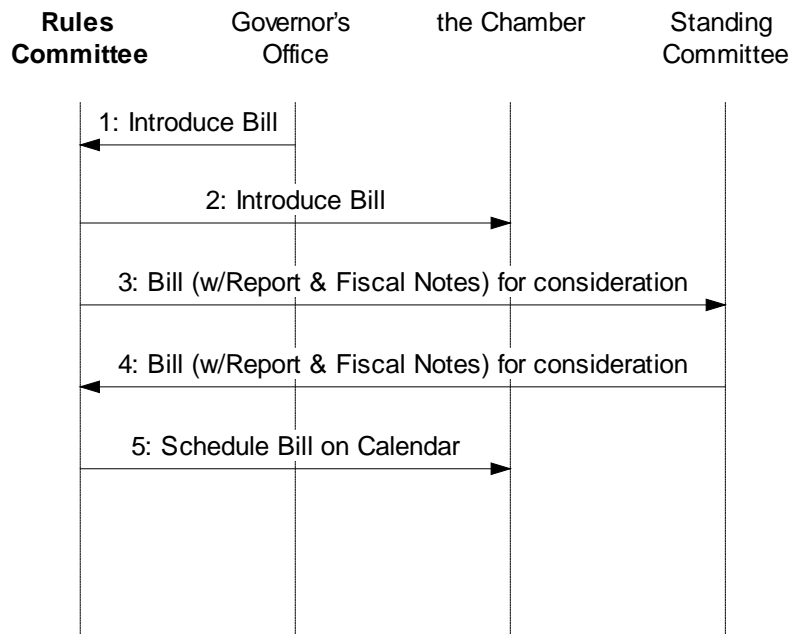 Rules
Committee
Governor's
Office
the Chamber
Standing
Committee
1: Introduce Bill
2: Introduce Bill
3: Bill (w/Report & Fiscal Notes) for consideration
4: Bill (w/Report & Fiscal Notes) for consideration
5: Schedule Bill on Calendar